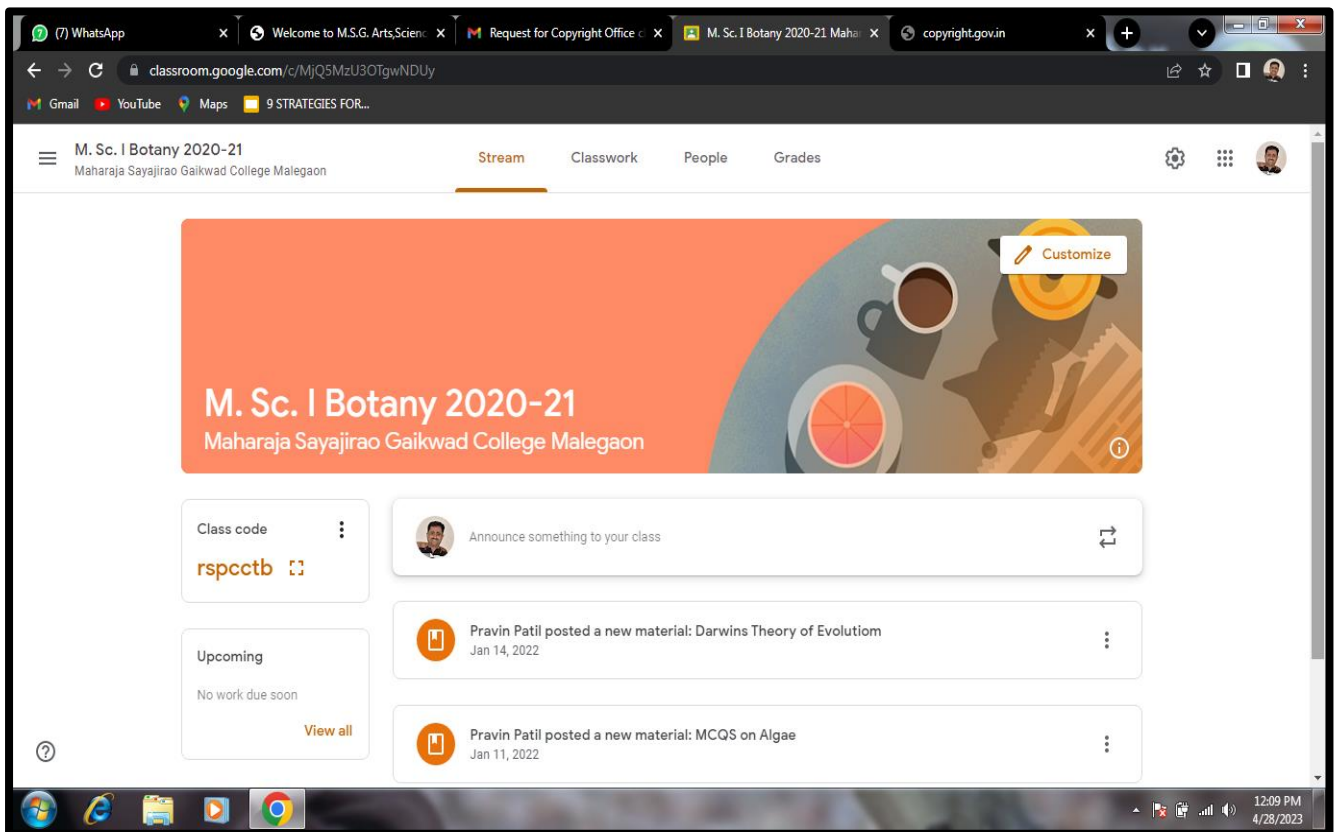 (7) WhatsApp
Welcome to M.S.G. Arts,Scienc
Request for Copyright Office c
M. Sc. I Botany 2020-21 Mahar
copyright.gov.in
classroom.google.com/c/MjQ5MzU3OTgwNDUy
Gmail YouTube Maps 9 STRATEGIES FOR...
M. Sc. I Botany 2020-21
Maharaja Sayajirao Gaikwad College Malegaon
Stream Classwork People Grades
Customize
M. Sc. I Botany 2020-21
Maharaja Sayajirao Gaikwad College Malegaon
Class code
rspcctb
Announce something to your class
Pravin Patil posted a new material: Darwins Theory of Evolutiom
Jan 14, 2022
Upcoming
No work due soon
View all
Pravin Patil posted a new material: MCQS on Algae
Jan 11, 2022
12:09 PM
4/28/2023